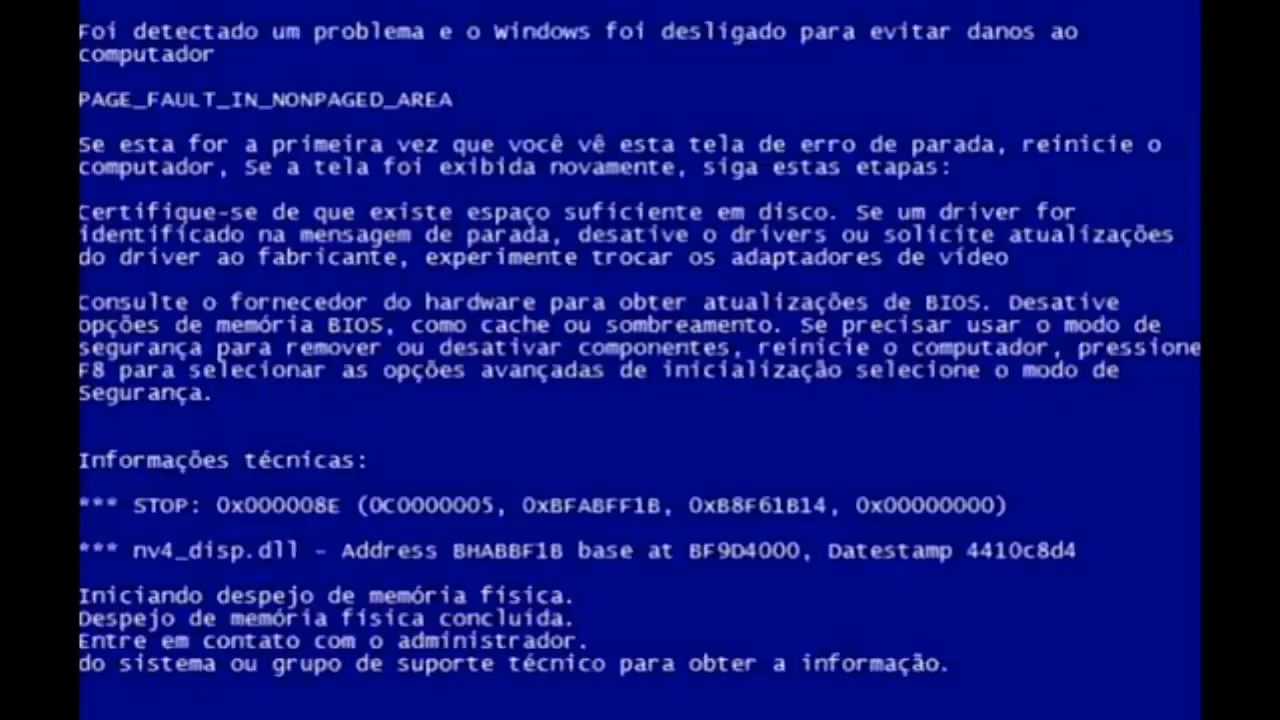 Foi detectado um problema e o Windows foi desligado para evitar danos ao
computador
PAGE_FAULT_IN_NONPAGED_AREA
Se esta for a primeira vez que você vê esta tela de erro de parada, reinicie o
computador, Se a tela foi exibida novamente, siga estas etapas:
Certifique-se de que existe espaço suficiente em disco. Se um driver for
identificado na mensagem de parada, desative o drivers ou solicite atualizações
do driver ao fabricante, experimente trocar os adaptadores de vídeo
Consulte o fornecedor do hardware para obter atualizações de BIOS. Desative
opções de memória BIOS, como cache ou sombreamento. Se precisar usar o modo de
segurança para remover ou desativar componentes, reinicie o computador, pressione
F8 para selecionar as opções avançadas de inicialização selecione o modo de
Segurança.
Informações técnicas:
*** STOP: 0x000008E (0C0000005, 0xBFABFF1B, 0xB8F61B14, 0x00000000)
*** nv4_disp.dll - Address BHABBF1B base at BF9D4000, Datestamp 4410c8d4
Iniciando despejo de memória física.
Despejo de memória física concluída.
Entre em contato com o administrador.
do sistema ou grupo de suporte técnico para obter a informação.